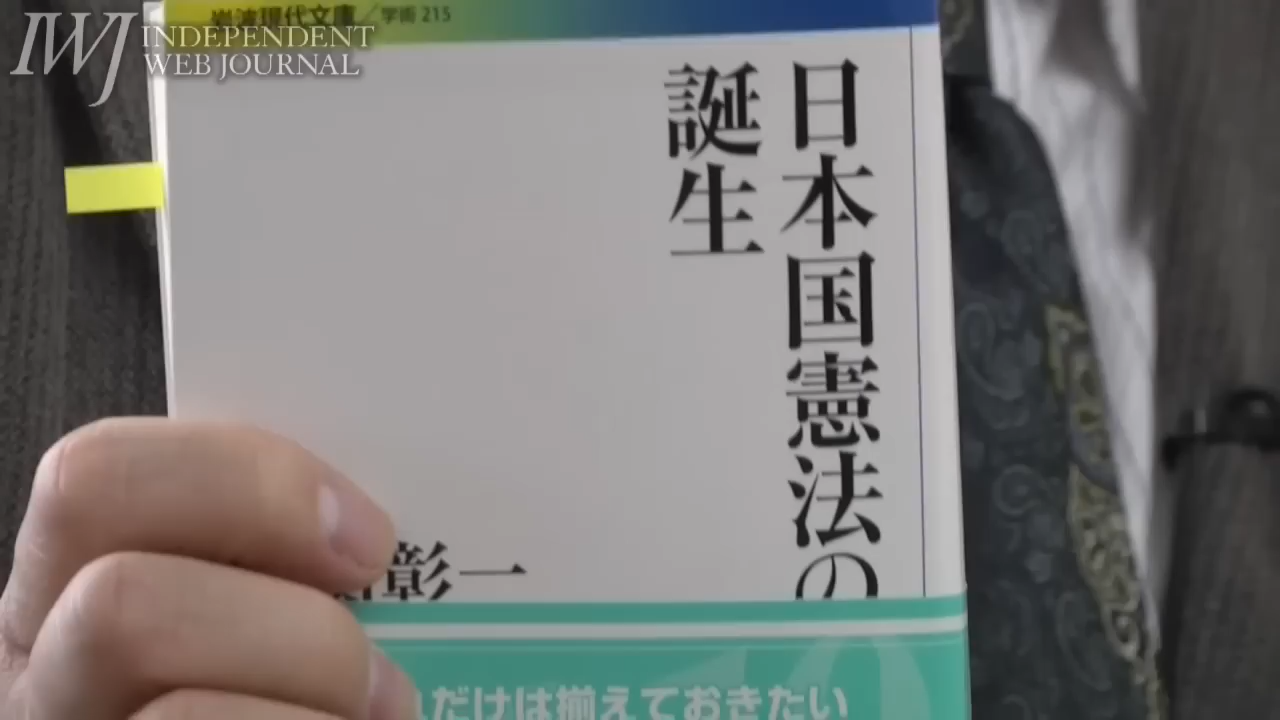 IWJ INDEPENDENT
WEB JOURNAL
岩波現代文庫／学術 215
日本国憲法の
誕生
彰一
だけは揃えておきたい